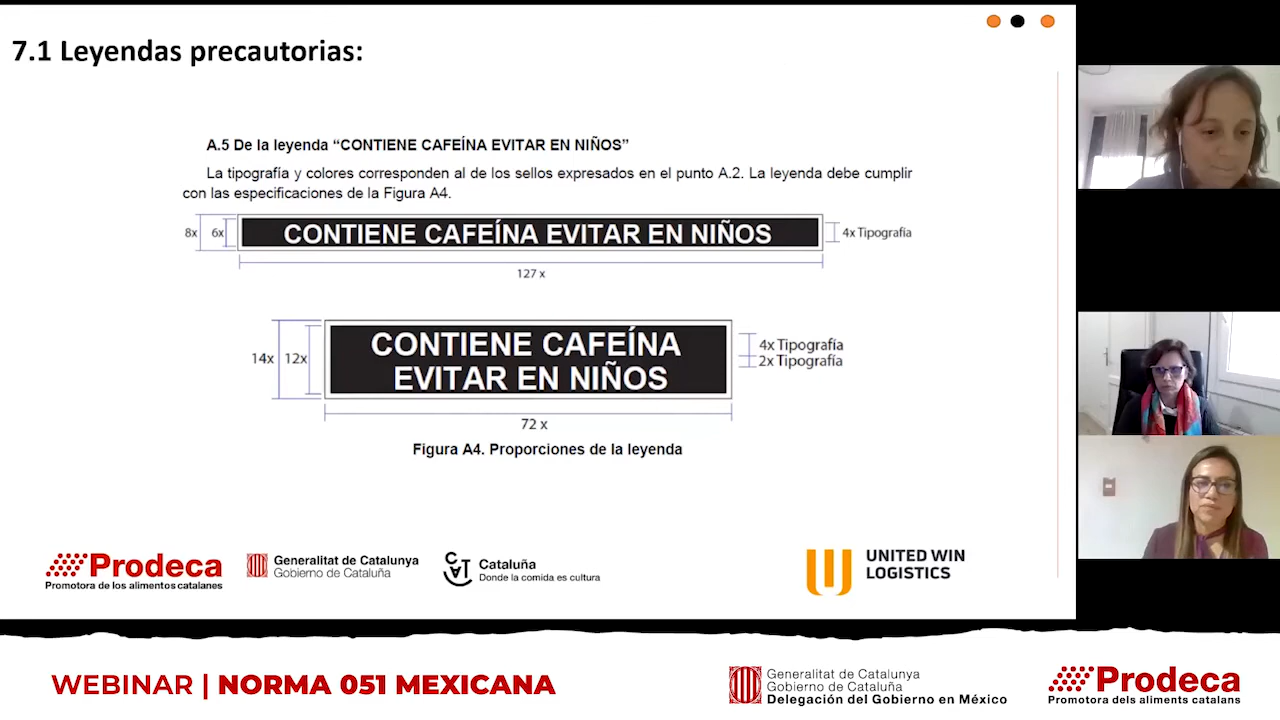 7.1 Leyendas precautorias:
A.5 De la leyenda “CONTIENE CAFEÍNA EVITAR EN NIÑOS”
La tipografía y colores corresponden al de los sellos expresados en el punto A.2. La leyenda debe cumplir
con las especificaciones de la Figura A4.
8x
6x
CONTIENE CAFEÍNA EVITAR EN NIÑOS
4x Tipografía
127 x
14x
12x
CONTIENE CAFEÍNA
EVITAR EN NIÑOS
4x Tipografía
2x Tipografía
72 x
Figura A4. Proporciones de la leyenda
Prodeca
Promotora de los alimentos catalanes
Generalitat de Catalunya
Gobierno de Cataluña
CAT
Cataluña
Donde la comida es cultura
UNITED WIN
LOGISTICS
WEBINAR | NORMA 051 MEXICANA
Generalitat de Catalunya
Gobierno de Cataluña
Delegación del Gobierno en México
Prodeca
Promotora dels aliments catalans